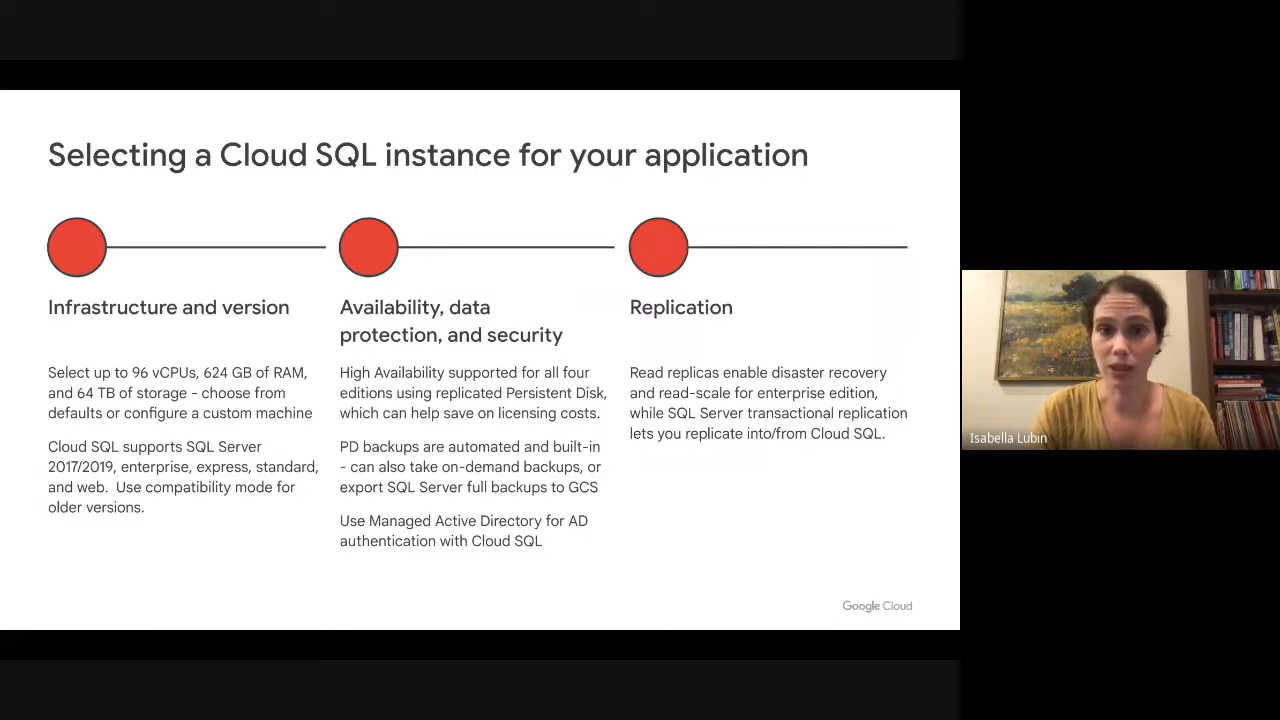 Selecting a Cloud SQL instance for your application
Infrastructure and version
Select up to 96 vCPUs, 624 GB of RAM,
and 64 TB of storage - choose from
defaults or configure a custom machine
Cloud SQL supports SQL Server
2017/2019, enterprise, express, standard,
and web.  Use compatibility mode for
older versions.
Availability, data
protection, and security
High Availability supported for all four
editions using replicated Persistent Disk,
which can help save on licensing costs.
PD backups are automated and built-in
- can also take on-demand backups, or
export SQL Server full backups to GCS
Use Managed Active Directory for AD
authentication with Cloud SQL
Replication
Read replicas enable disaster recovery
and read-scale for enterprise edition,
while SQL Server transactional replication
lets you replicate into/from Cloud SQL.
Google Cloud
Isabella Lubin